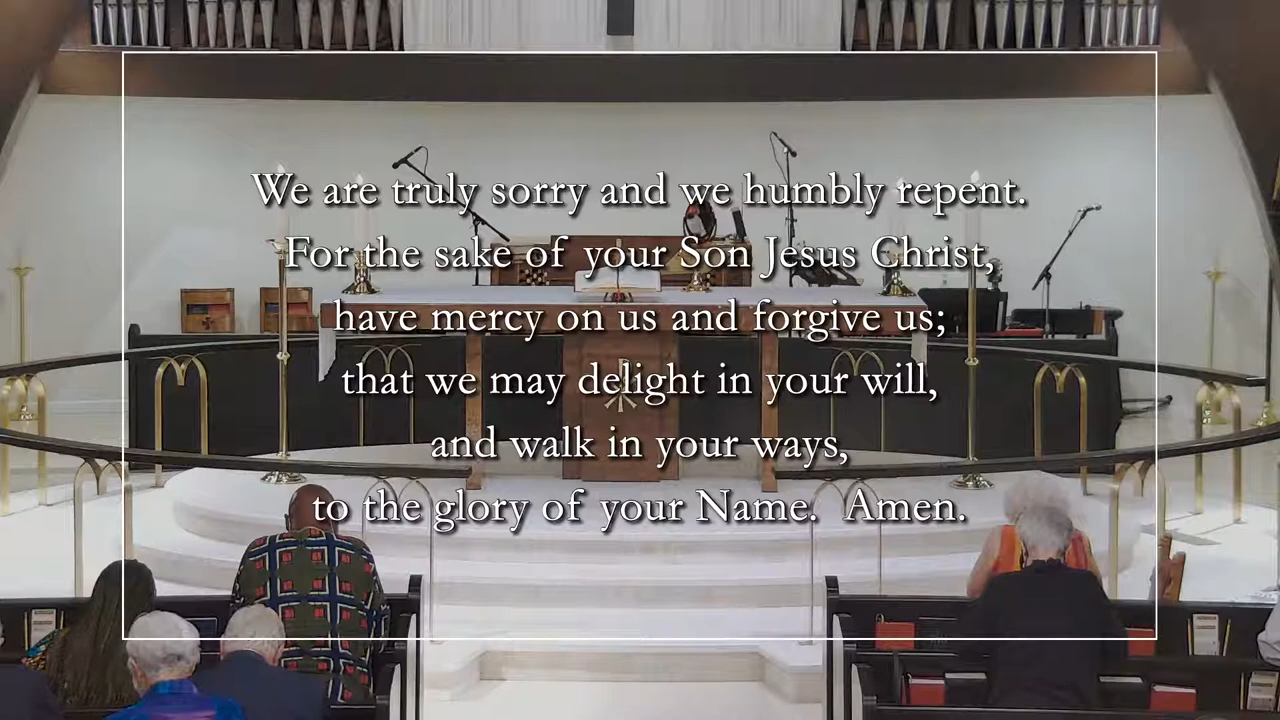 We are truly sorry and we humbly repent.
For the sake of your Son Jesus Christ,
have mercy on us and forgive us;
that we may delight in your will,
and walk in your ways,
to the glory of your Name. Amen.